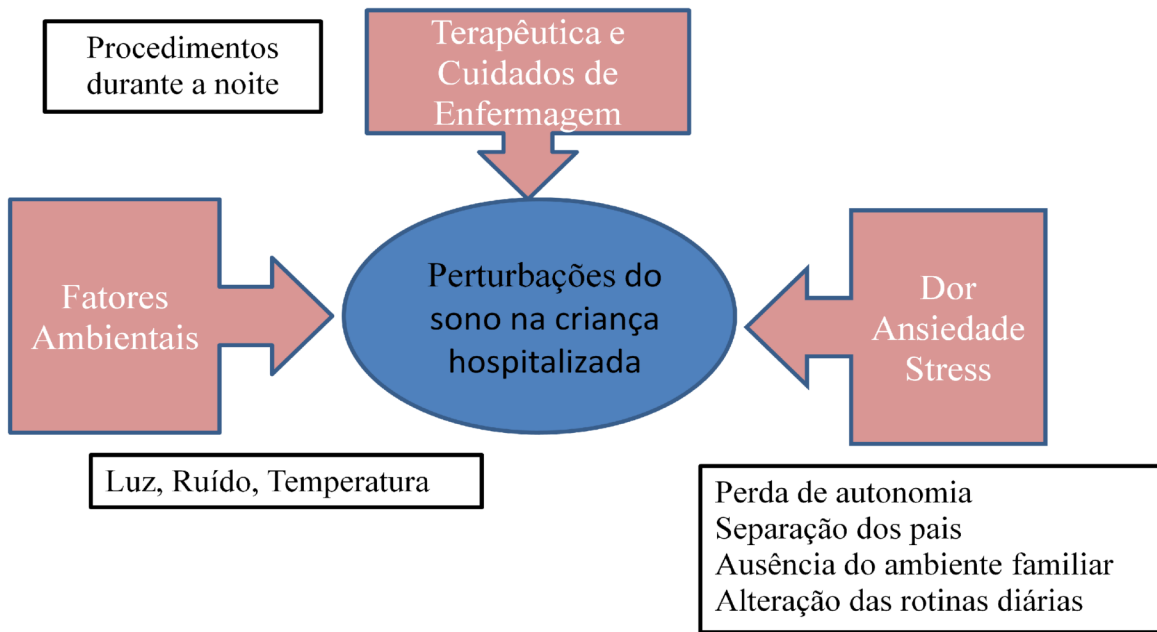 Procedimentos
durante a noite
Terapêutica e
Cuidados de
Enfermagem
Fatores
Ambientais
Perturbações do
sono na criança
hospitalizada
Dor
Ansiedade
Stress
Luz, Ruído, Temperatura
Perda de autonomia
Separação dos pais
Ausência do ambiente familiar
Alteração das rotinas diárias